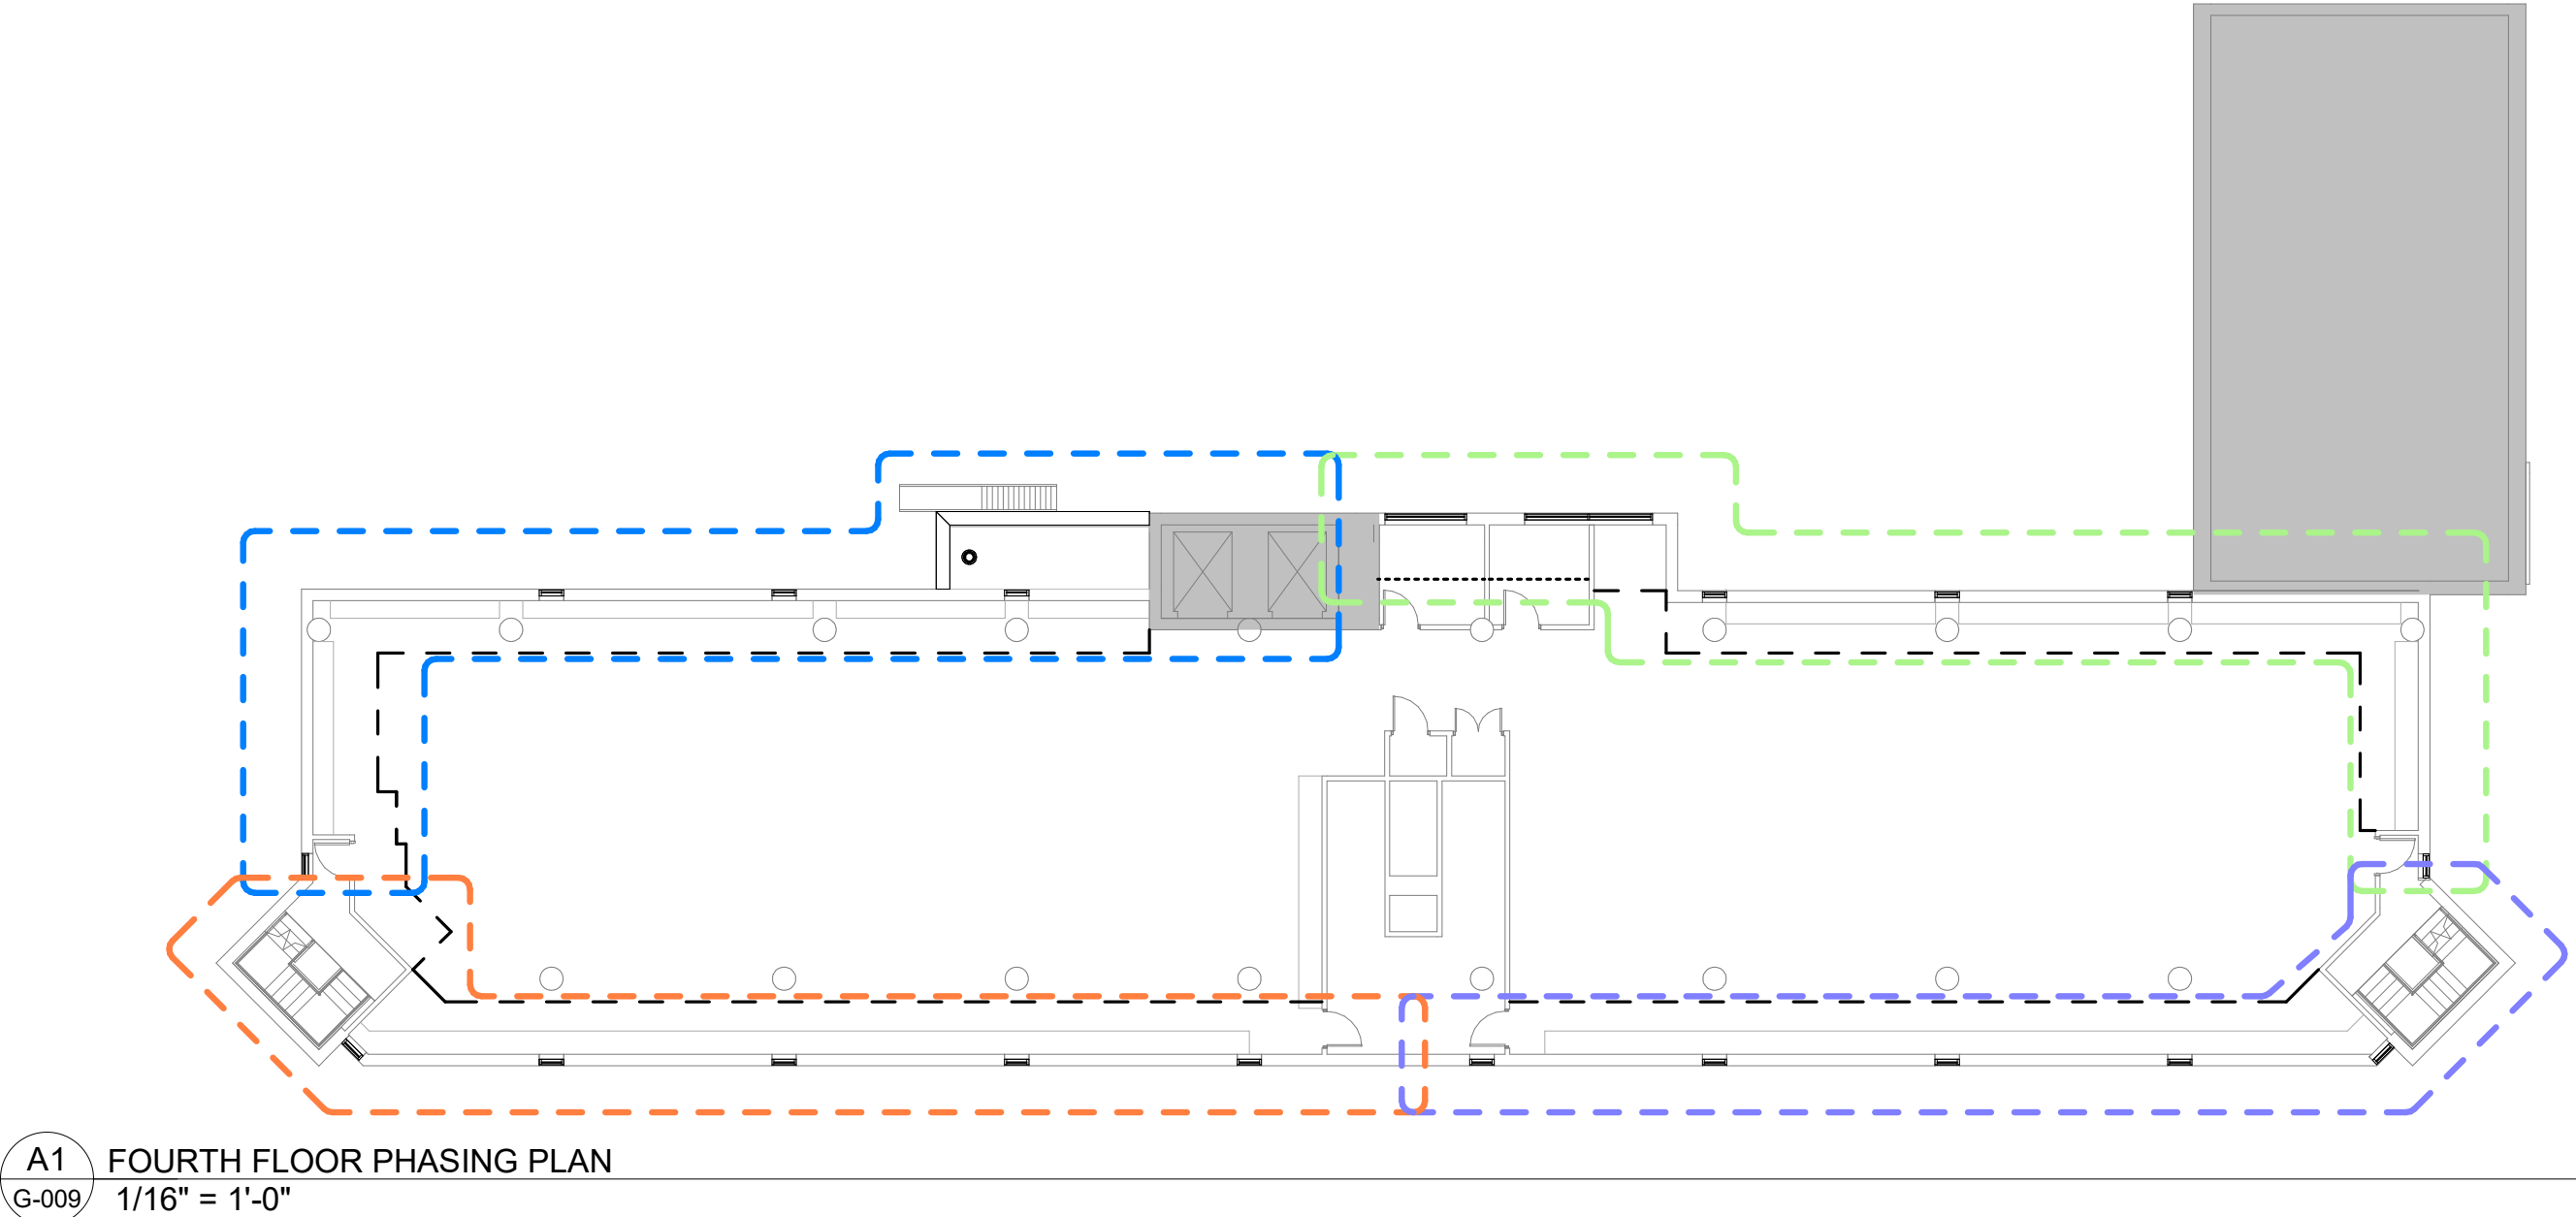 A1
FOURTH FLOOR PHASING PLAN
G-009
1/16" = 1'-0"